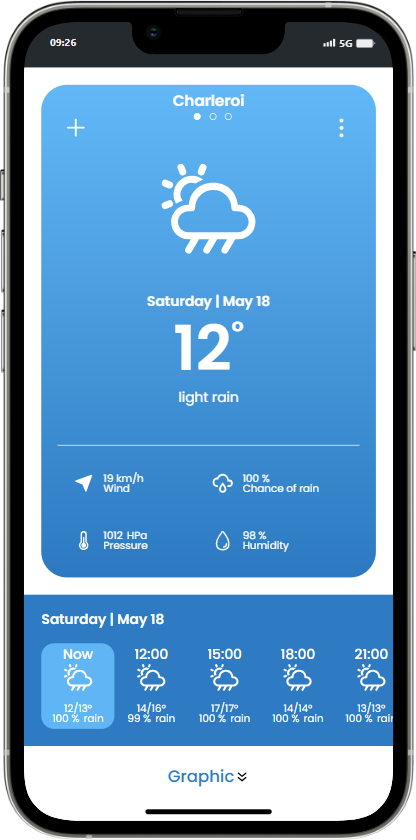 09:26 5G
Charleroi
Saturday | May 18
12°
light rain
19 km/h 100 %
Wind Chance of rain
1012 HPa 98 %
Pressure Humidity
Saturday | May 18
Now 12:00 15:00 18:00 21:00
12/13° 14/16° 17/17° 14/14° 13/13°
100 % rain 99 % rain 100 % rain 100 % rain 100 % rain
Graphic